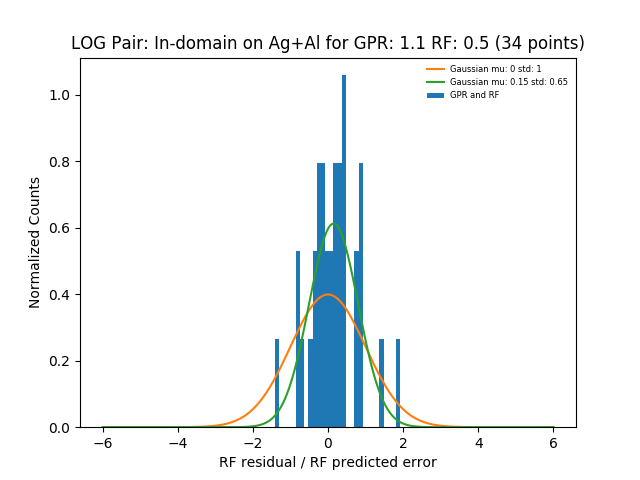 LOG Pair: In-domain on Ag+Al for GPR: 1.1 RF: 0.5 (34 points)
Gaussian mu: 0 std: 1
Gaussian mu: 0.15 std: 0.65
GPR and RF
Normalized Counts
1.0
0.8
0.6
0.4
0.2
0.0
−6 −4 −2 0 2 4 6
RF residual / RF predicted error